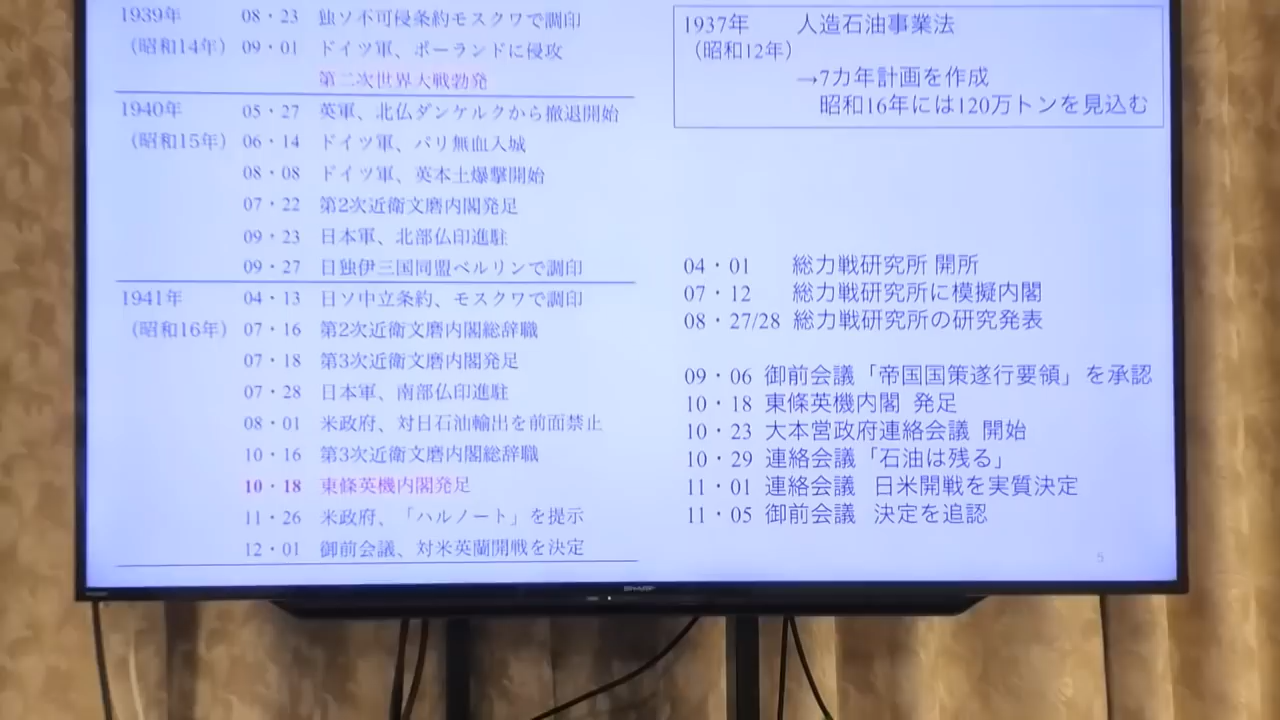 1939年 08・23 独ソ不可侵条約モスクワで調印
（昭和14年） 09・01 ドイツ軍、ポーランドに侵攻
第二次世界大戦勃発
1940年 05・27 英軍、北仏ダンケルクから撤退開始
（昭和15年） 06・14 ドイツ軍、パリ無血入城
08・08 ドイツ軍、英本土爆撃開始
07・22 第2次近衛文麿内閣発足
09・23 日本軍、北部仏印進駐
09・27 日独伊三国同盟ベルリンで調印
1941年 04・13 日ソ中立条約、モスクワで調印
（昭和16年） 07・16 第2次近衛文麿内閣総辞職
07・18 第3次近衛文麿内閣発足
07・28 日本軍、南部仏印進駐
08・01 米政府、対日石油輸出を前面禁止
10・16 第3次近衛文麿内閣総辞職
10・18 東條英機内閣発足
11・26 米政府、「ハルノート」を提示
12・01 御前会議、対米英蘭開戦を決定
1937年 人造石油事業法
（昭和12年）
→7カ年計画を作成
昭和16年には120万トンを見込む
04・01 総力戦研究所 開所
07・12 総力戦研究所に模擬内閣
08・27/28 総力戦研究所の研究発表
09・06 御前会議「帝国国策遂行要領」を承認
10・18 東條英機内閣 発足
10・23 大本営政府連絡会議 開始
10・29 連絡会議「石油は残る」
11・01 連絡会議 日米開戦を実質決定
11・05 御前会議 決定を追認
5
SHARP